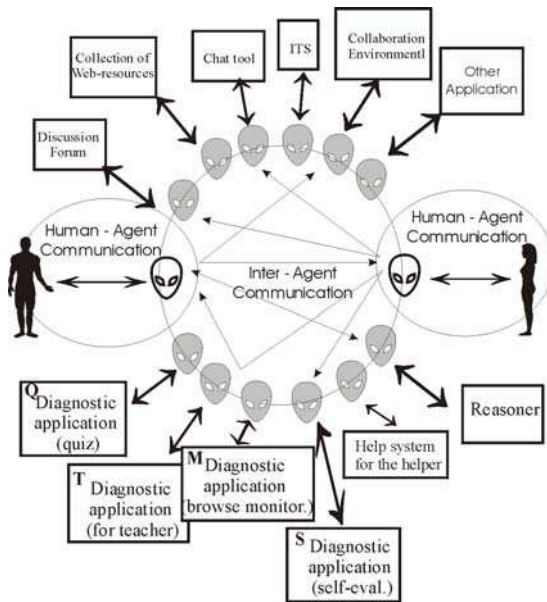 Collection of
Web-resources
Chat tool
ITS
Collaboration
Environmentl
Other
Application
Discussion
Forum
Human - Agent
Communication
Human - Agent
Communication
Inter - Agent
Communication
Q
Diagnostic
application
(quiz)
T
Diagnostic
application
(for teacher)
M
Diagnostic
application
(browse monitor.)
S
Diagnostic
application
(self-eval.)
Help system
for the helper
Reasoner